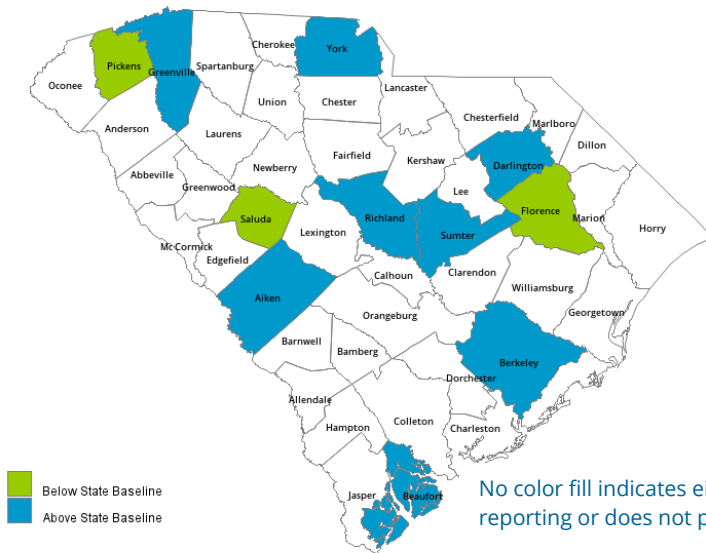 Cherokee
York
Pickens
Greenville
Spartanburg
Oconee
Lancaster
Union
Chester
Chesterfield
Marlboro
Anderson
Laurens
Dillon
Fairfield
Kershaw
Darlington
Newberry
Abbeville
Lee
Greenwood
Florence
Saluda
Richland
Marion
Horry
Lexington
Sumter
Mc Cormick
Edgefield
Calhoun
Clarendon
Aiken
Williamsburg
Orangeburg
Georgetown
Barnwell
Bamberg
Berkeley
Dorchester
Allendale
Colleton
Hampton
Charleston
Jasper
Beaufort
Below State Baseline
Above State Baseline
No color fill indicates
reporting or does not